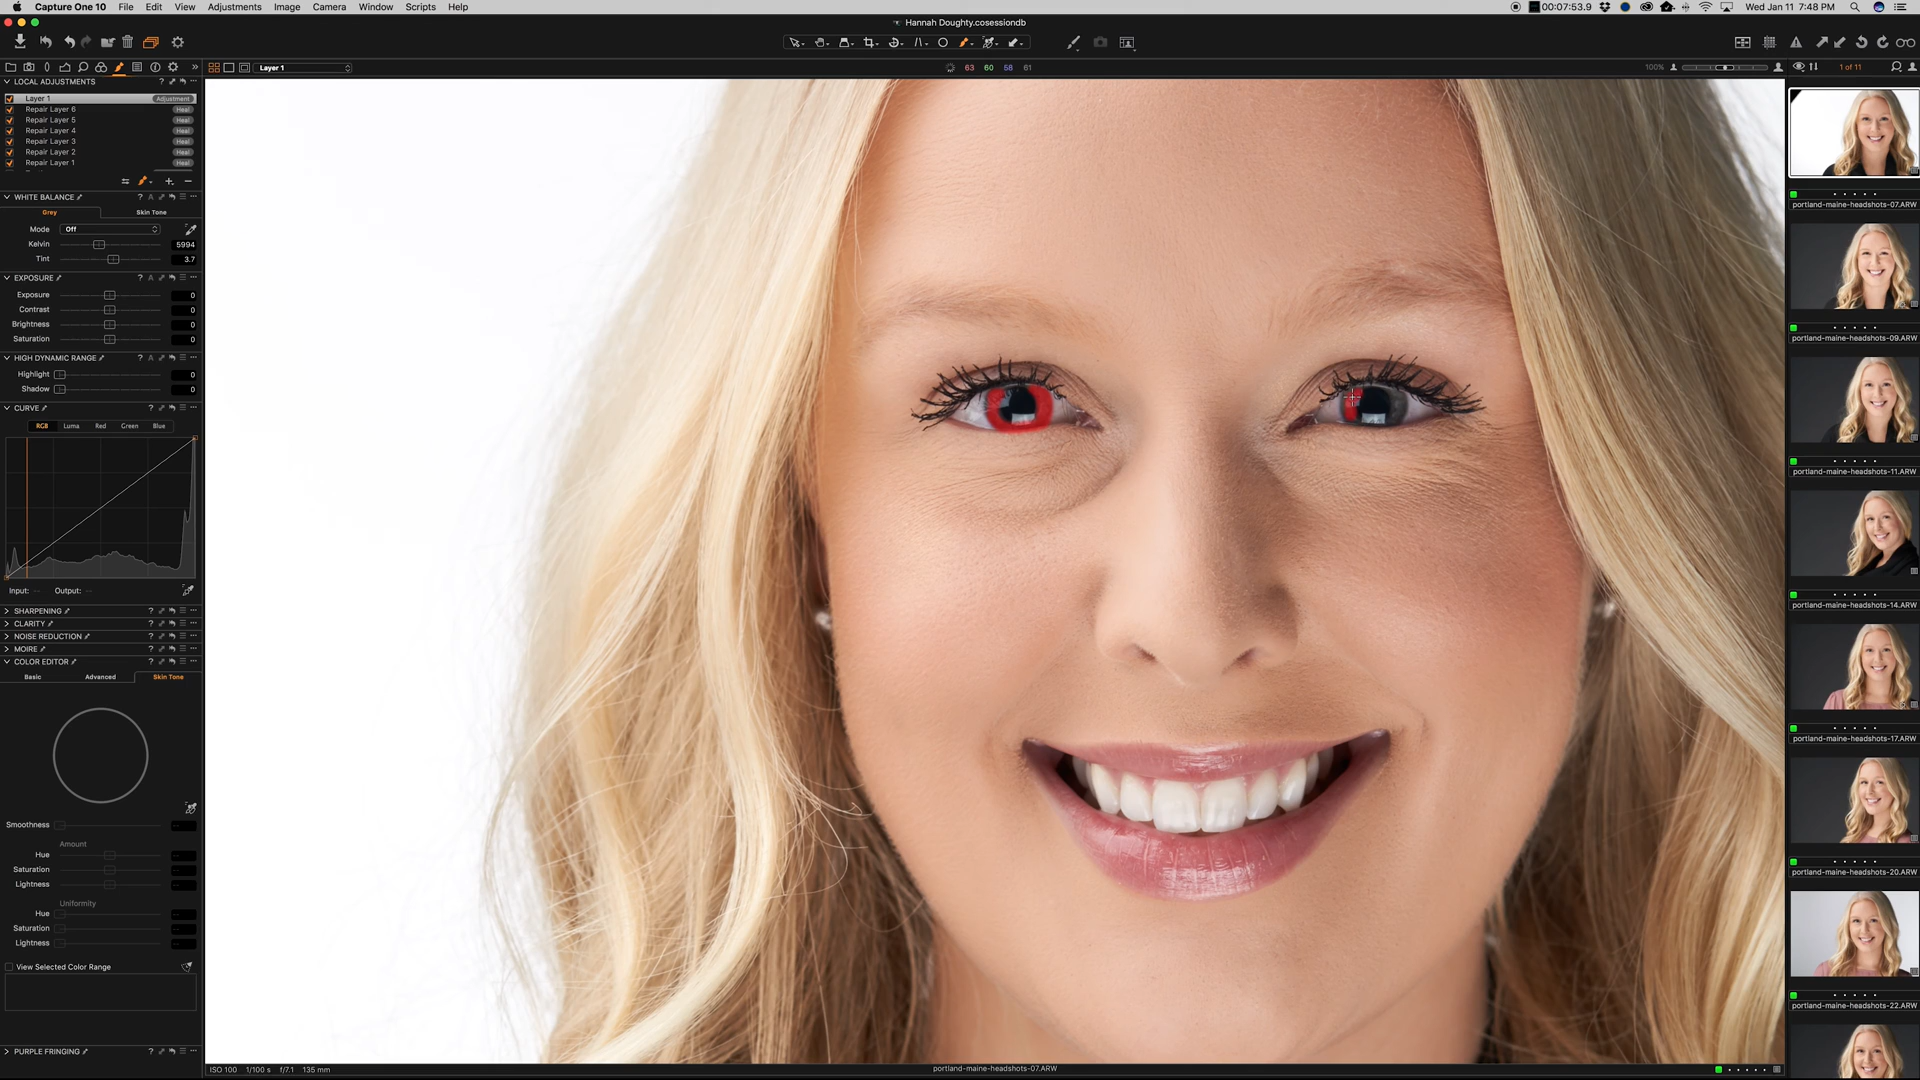 Capture One 10 File Edit View Adjustments Image Camera Window Scripts Help
00:07:53.9 Wed Jan 11 7:48 PM
Hannah Doughty.cosessiondb
Layer 1
63 60 58 61
100%
1 of 11
LOCAL ADJUSTMENTS
Layer 1 Adjustment
Repair Layer 6 Heal
Repair Layer 5 Heal
Repair Layer 4 Heal
Repair Layer 3 Heal
Repair Layer 2 Heal
Repair Layer 1 Heal
WHITE BALANCE
Grey Skin Tone
Mode Off
Kelvin 5994
Tint 3.7
EXPOSURE
Exposure 0
Contrast 0
Brightness 0
Saturation 0
HIGH DYNAMIC RANGE
Highlight 0
Shadow 0
CURVE
RGB Luma Red Green Blue
Input: -- Output: --
SHARPENING
CLARITY
NOISE REDUCTION
MOIRE
COLOR EDITOR
Basic Advanced Skin Tone
Smoothness
Amount
Hue
Saturation
Lightness
Uniformity
Hue
Saturation
Lightness
View Selected Color Range
PURPLE FRINGING
ISO 100 1/100 s f/7.1 135 mm
portland-maine-headshots-07.ARW
portland-maine-headshots-07.ARW
portland-maine-headshots-09.ARW
portland-maine-headshots-11.ARW
portland-maine-headshots-14.ARW
portland-maine-headshots-17.ARW
portland-maine-headshots-20.ARW
portland-maine-headshots-22.ARW